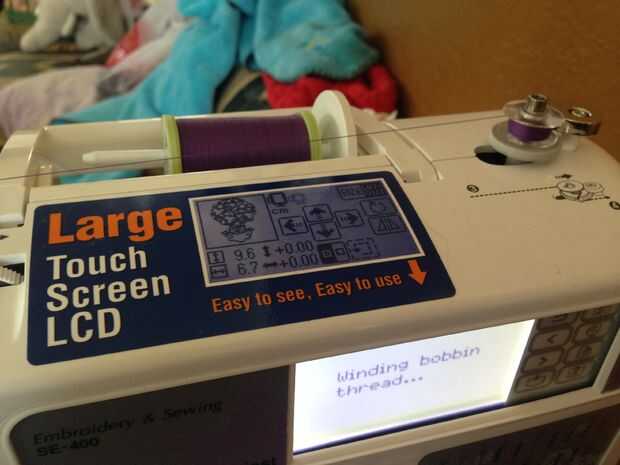 Large
Touch
Screen
LCD
cm
9.6 +0.00
6.7 +0.00
Easy to see, Easy to use
Winding bobbin
thread...
Embroidery & Sewing
SE-400